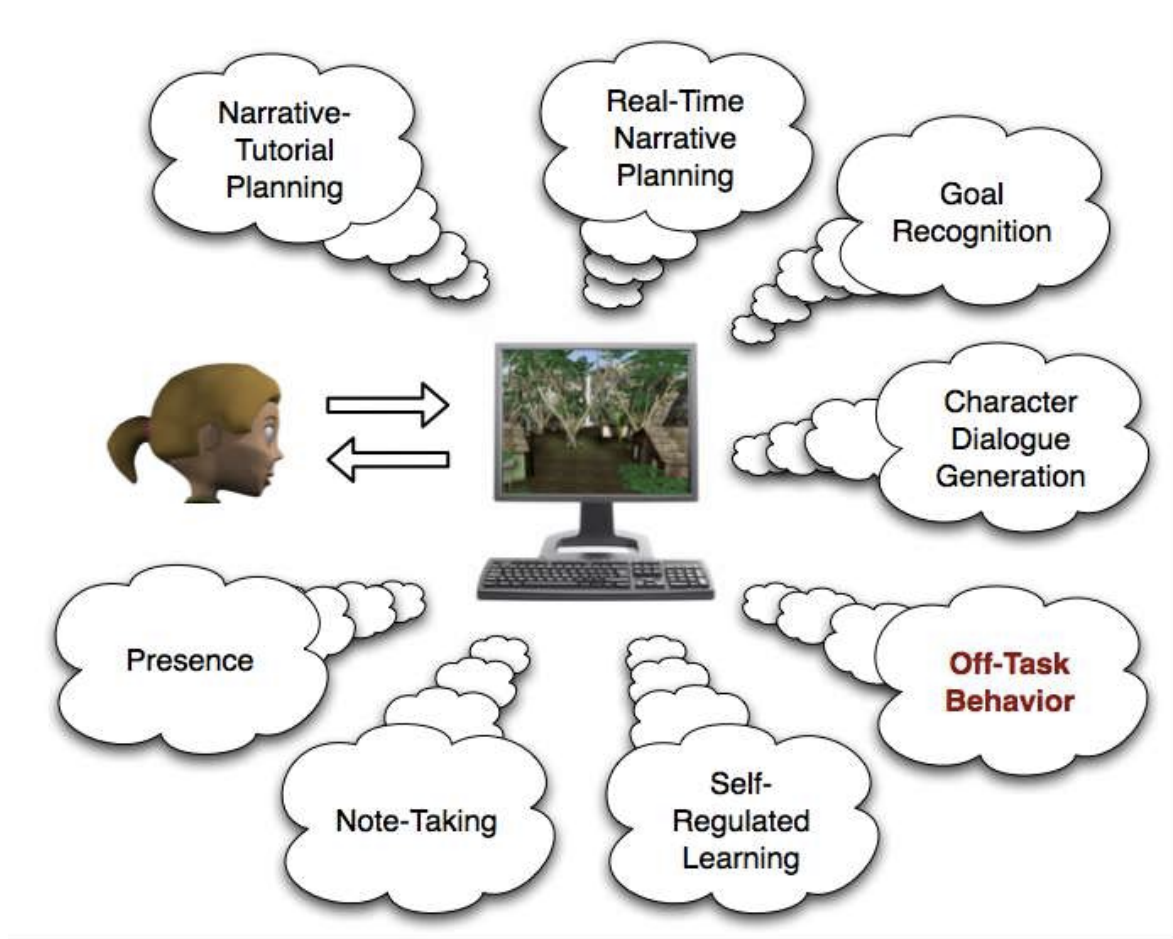 Narrative-
Tutorial
Planning
Real-Time
Narrative
Planning
Goal
Recognition
Character
Dialogue
Generation
Off-Task
Behavior
Self-
Regulated
Learning
Note-Taking
Presence